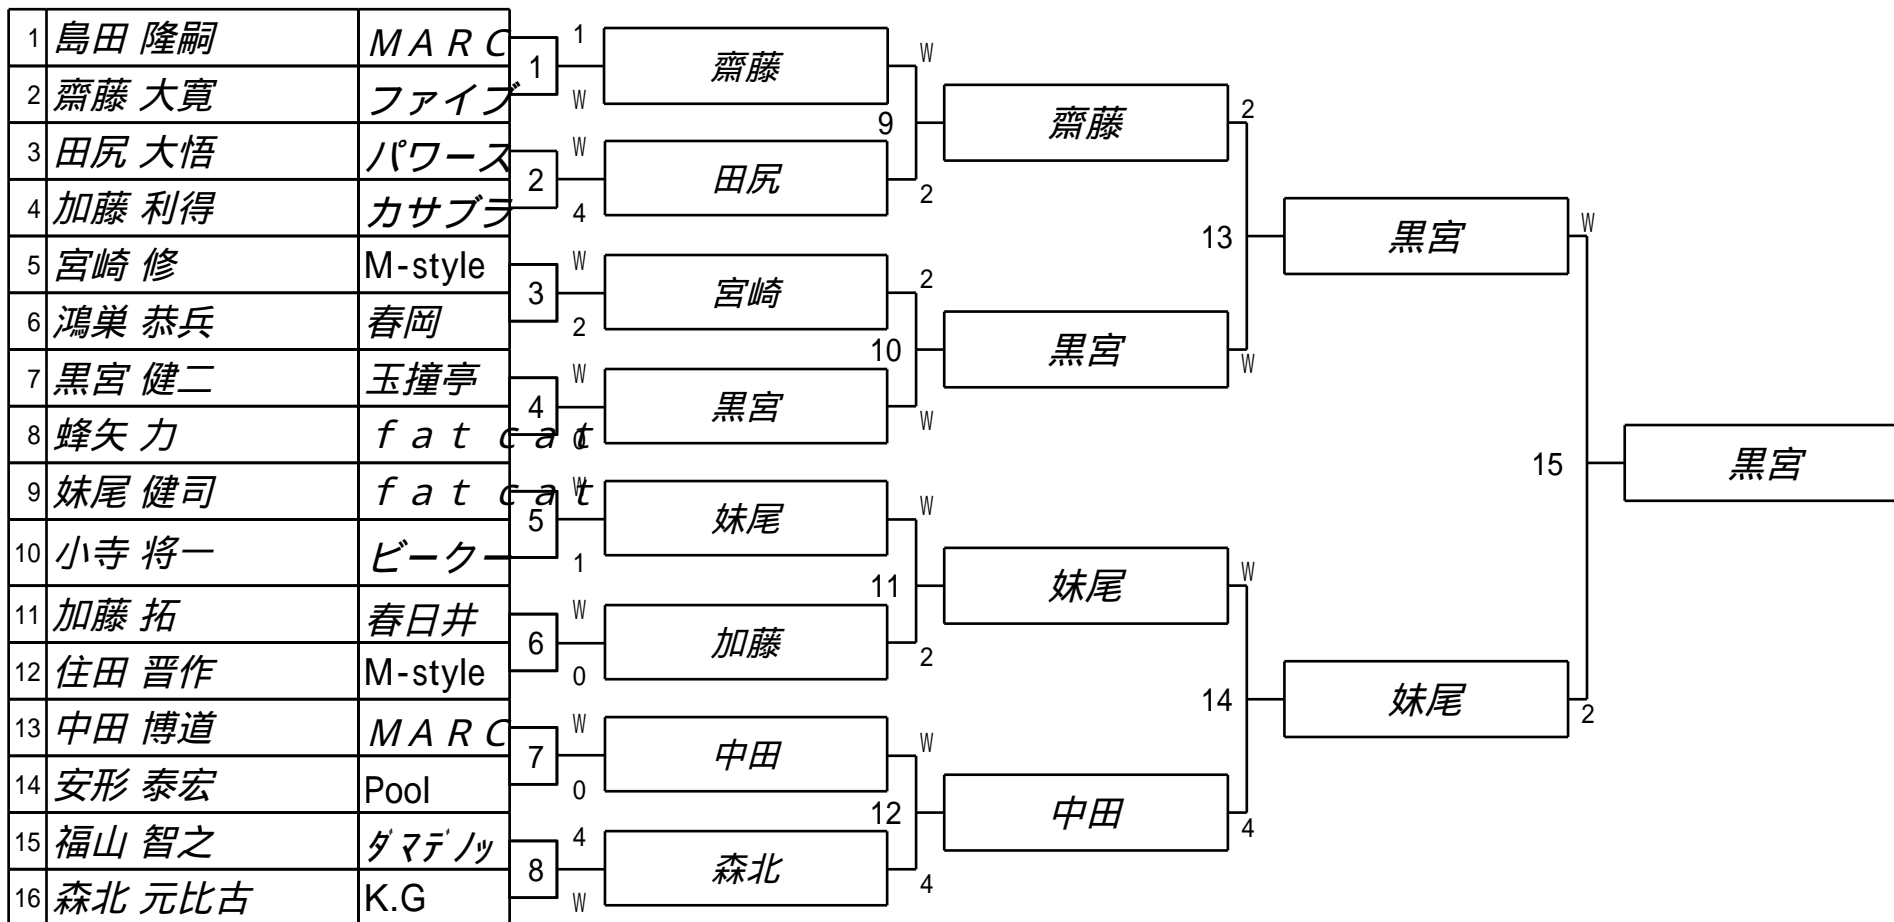 1 島田 隆嗣 ＭＡＲＣ
2 齋藤 大寛 ファイブ
3 田尻 大悟 パワース
4 加藤 利得 カサブラ
5 宮崎 修 M-style
6 鴻巣 恭兵 春岡
7 黒宮 健二 玉撞亭
8 蜂矢 力 ｆａｔ ｃａｔ
9 妹尾 健司 ｆａｔ ｃａｔ
10 小寺 将一 ビークー
11 加藤 拓 春日井
12 住田 晋作 M-style
13 中田 博道 ＭＡＲＣ
14 安形 泰宏 Pool
15 福山 智之 ﾀﾞﾏﾃﾞﾉｯ
16 森北 元比古 K.G
1 1 W
2 W 4
3 W 2
4 W 0
5 W 1
6 W 0
7 W 0
8 4 W
齋藤 W
9
田尻 2
宮崎 2
10
黒宮 W
妹尾 W
11
加藤 2
中田 W
12
森北 4
齋藤 2
13
黒宮 W
妹尾 W
14
中田 4
黒宮 W
15
妹尾 2
黒宮